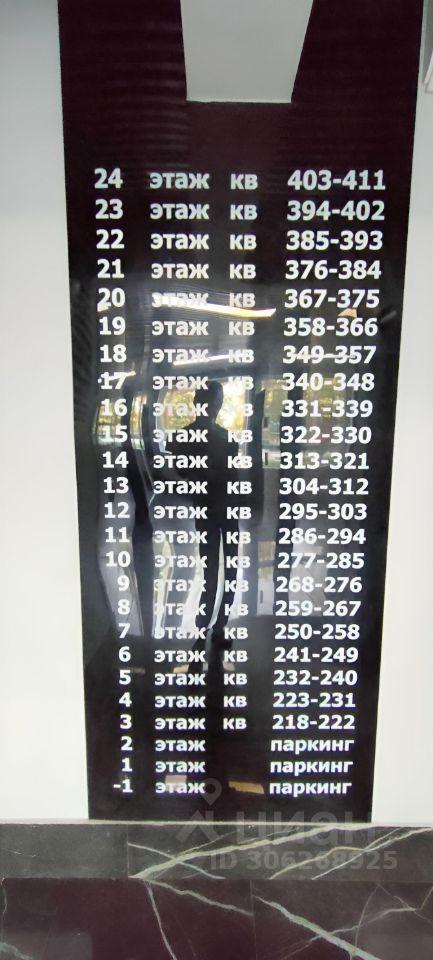 24 этаж кв 403-411
23 этаж кв 394-402
22 этаж кв 385-393
21 этаж кв 376-384
20 этаж кв 367-375
19 этаж кв 358-366
18 этаж кв 349-357
17 этаж кв 340-348
16 этаж кв 331-339
15 этаж кв 322-330
14 этаж кв 313-321
13 этаж кв 304-312
12 этаж кв 295-303
11 этаж кв 286-294
10 этаж кв 277-285
9 этаж кв 268-276
8 этаж кв 259-267
7 этаж кв 250-258
6 этаж кв 241-249
5 этаж кв 232-240
4 этаж кв 223-231
3 этаж кв 218-222
2 этаж паркинг
1 этаж паркинг
-1 этаж паркинг
циан
ID 306268925